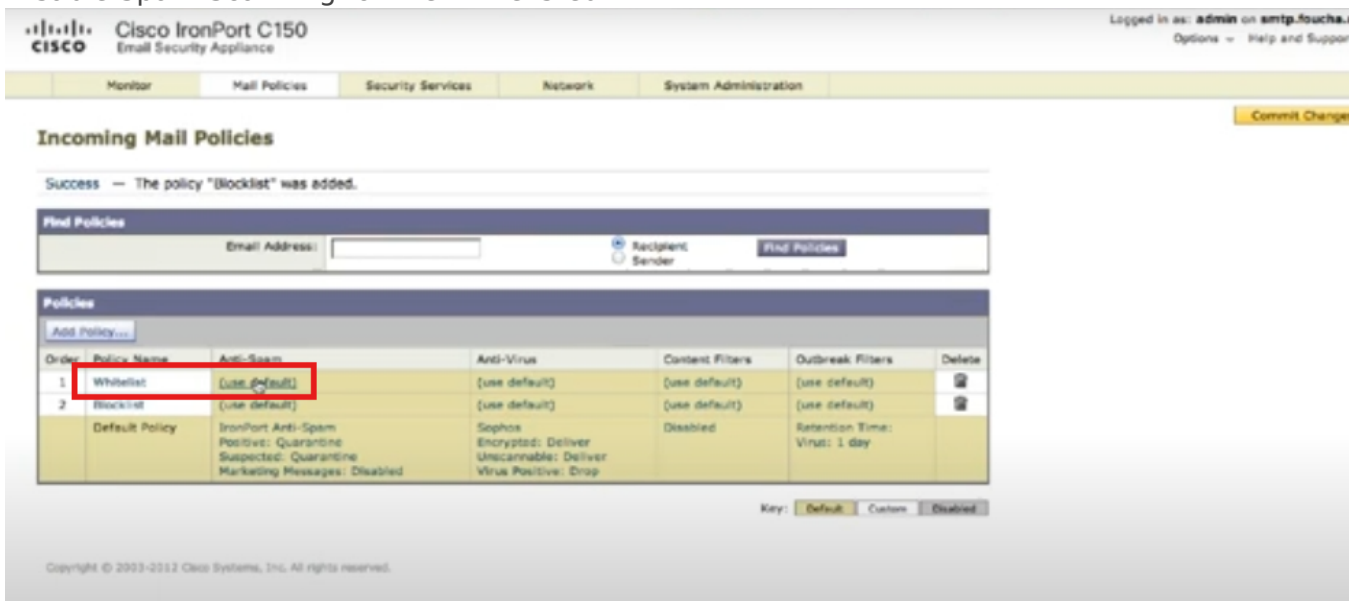 Cisco IronPort C150
CISCO Email Security Appliance
Logged in as: admin on smtp.foucha.
Options Help and Support
Monitor Mail Policies Security Services Network System Administration
Commit Changes
Incoming Mail Policies
Success — The policy "Blocklist" was added.
Find Policies
Email Address: Recipient Find Policies
Sender
Policies
Add Policy...
Order Policy Name Anti-Spam Anti-Virus Content Filters Outbreak Filters Delete
1 Whitelist (use default) (use default) (use default) (use default)
2 Blocklist (use default) (use default) (use default) (use default)
Default Policy IronPort Anti-Spam Sophos Disabled Retention Time:
Positive: Quarantine Encrypted: Deliver Virus: 1 day
Suspected: Quarantine Unscannable: Deliver
Marketing Messages: Disabled Virus Positive: Drop
Key: Default Custom Disabled
Copyright © 2003-2012 Cisco Systems, Inc. All rights reserved.